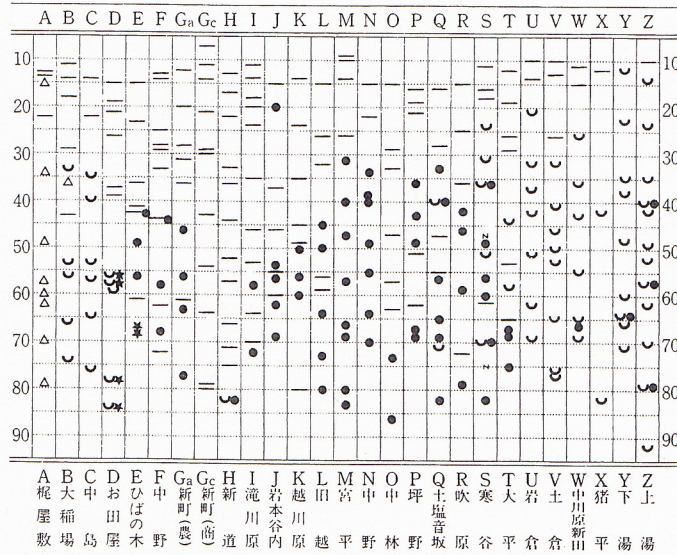 A B C D E F Ga Gc H I J K L M N O P Q R S T U V W X Y Z
10 10
20 20
30 30
40 40
50 50
60 60
70 70
80 80
90 90
A B C D E F Ga Gc H I J K L M N O P Q R S T U V W X Y Z
梶屋敷
大稲場
中島
お田屋
ひばの木
中野
新町(農)
新町(商)
新道
滝川原
岩本谷内
越川原
旧越
宮平
中野
中林
坪野
土塩音坂
吹原
寒谷
大平
岩倉
土倉
中川原新田
猪平
下湯
上湯